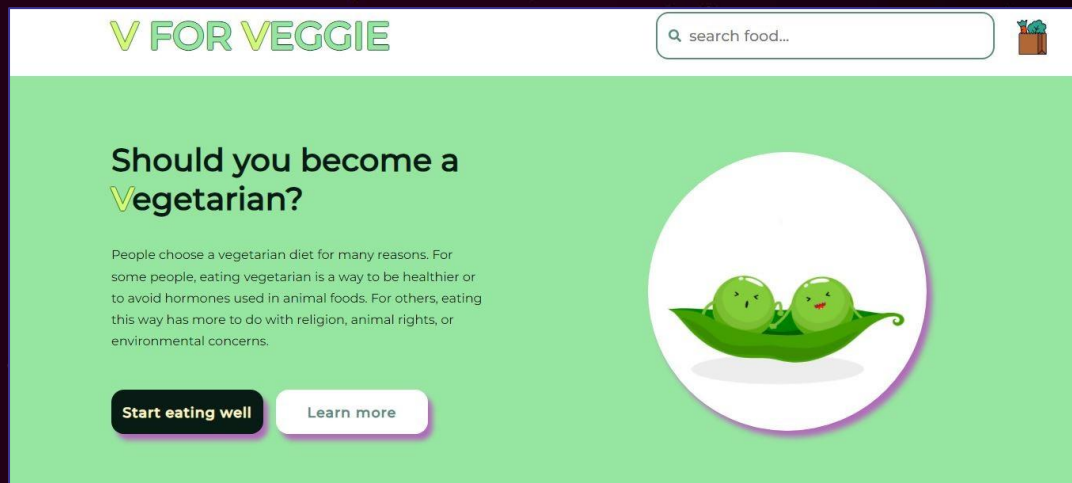 V FOR VEGGIE
search food...
Should you become a
Vegetarian?
People choose a vegetarian diet for many reasons. For
some people, eating vegetarian is a way to be healthier or
to avoid hormones used in animal foods. For others, eating
this way has more to do with religion, animal rights, or
environmental concerns.
Start eating well
Learn more